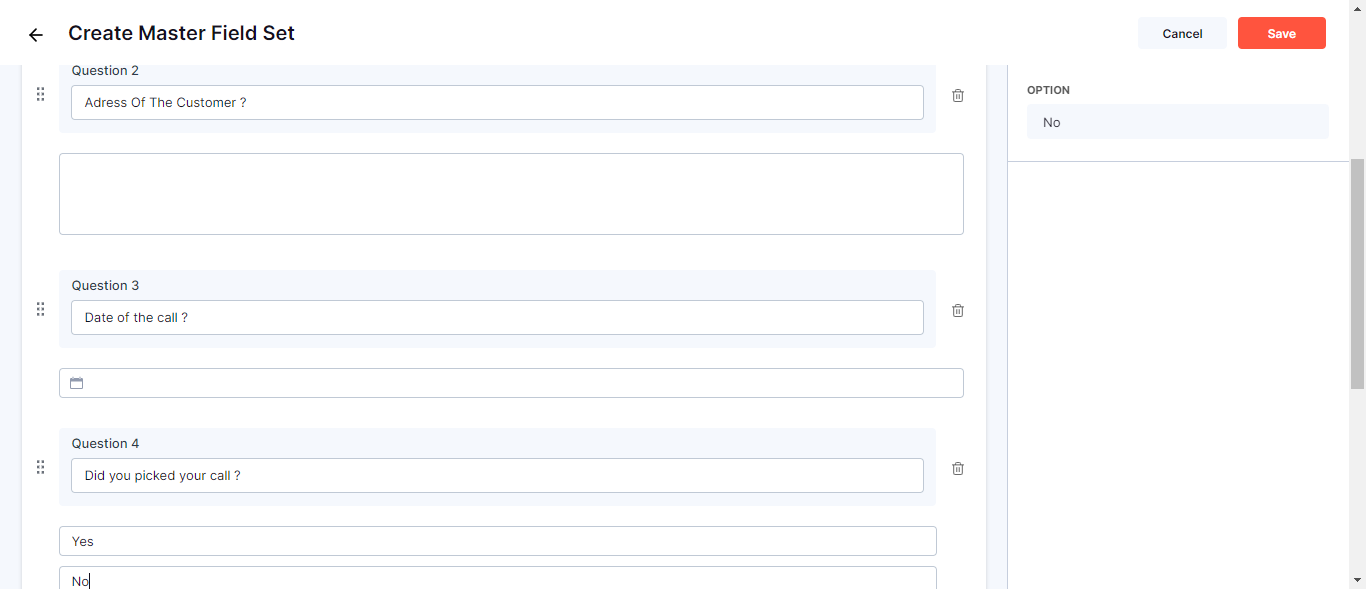 Create Master Field Set
Cancel
Save
Question 2
Adress Of The Customer ?
OPTION
No
Question 3
Date of the call ?
Question 4
Did you picked your call ?
Yes
No